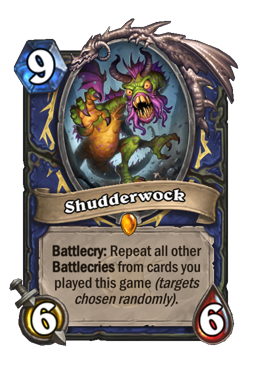 9
Shudderwock
Battlecry: Repeat all other
Battlecries from cards you
played this game (targets
chosen randomly).
6
6